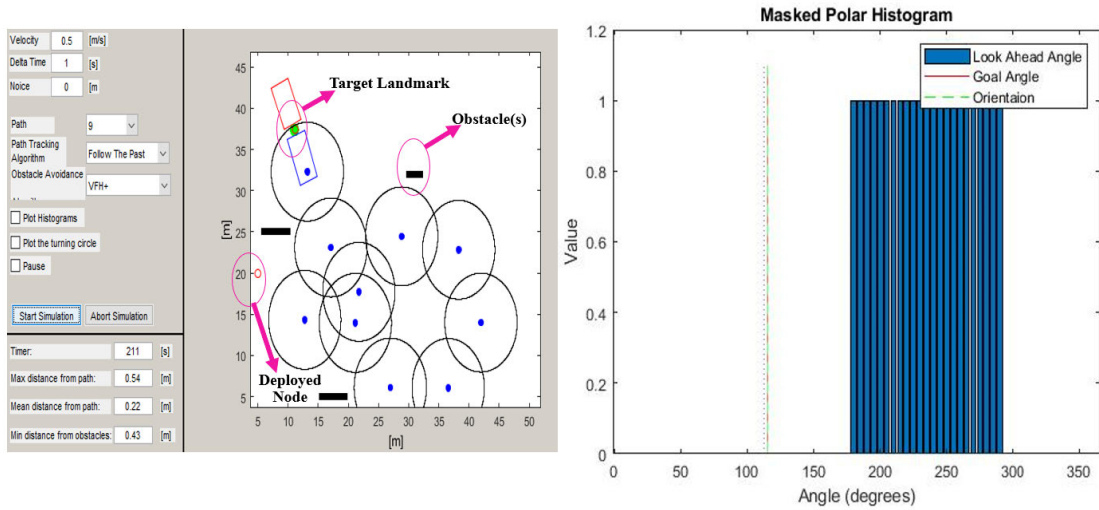 Velocity 0.5 [m/s]
Delta Time 1 [s]
Noice 0 [m
Path 9
Path Tracking
Algorithm Follow The Past
Obstacle Avoidance
VFH+
Plot Histograms
Plot the turning circle
Pause
Start Simulation Abort Simulation
Timer: 211 [s]
Max distance from path: 0.54 [m]
Mean distance from path: 0.22 [m]
Min distance from obstacles: 0.43 [m]
Target Landmark
Obstacle(s)
Deployed
Node
45
40
35
30
25
20
15
10
5
[m]
5 10 15 20 25 30 35 40 45 50
[m]
Masked Polar Histogram
Look Ahead Angle
Goal Angle
Orientaion
1.2
1
0.8
0.6
0.4
0.2
0
Value
0 50 100 150 200 250 300 350
Angle (degrees)